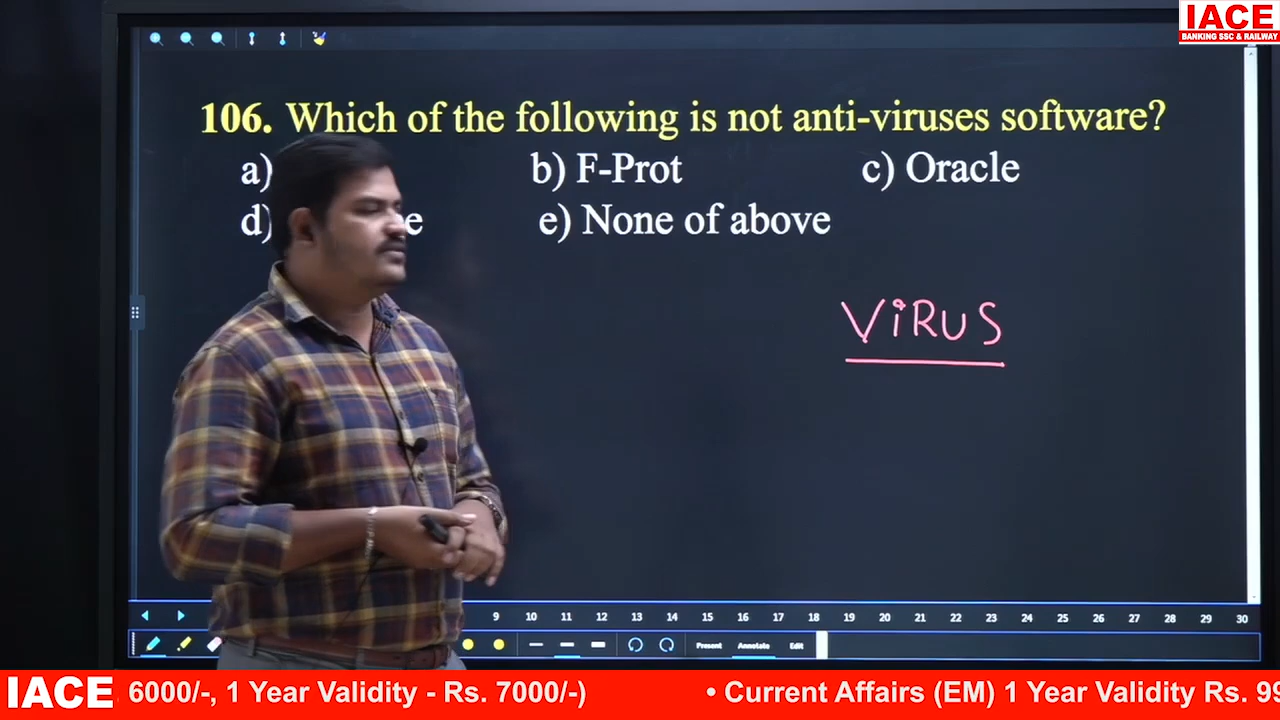 IACE
BANKING SSC & RAILWAY
106. Which of the following is not anti-viruses software?
a) b) F-Prot c) Oracle
d) e) None of above
ViRUS
9 10 11 12 13 14 15 16 17 18 19 20 21 22 23 24 25 26 27 28 29 30
Present Annotate Edit
IACE 6000/-, 1 Year Validity - Rs. 7000/-) • Current Affairs (EM) 1 Year Validity Rs. 99